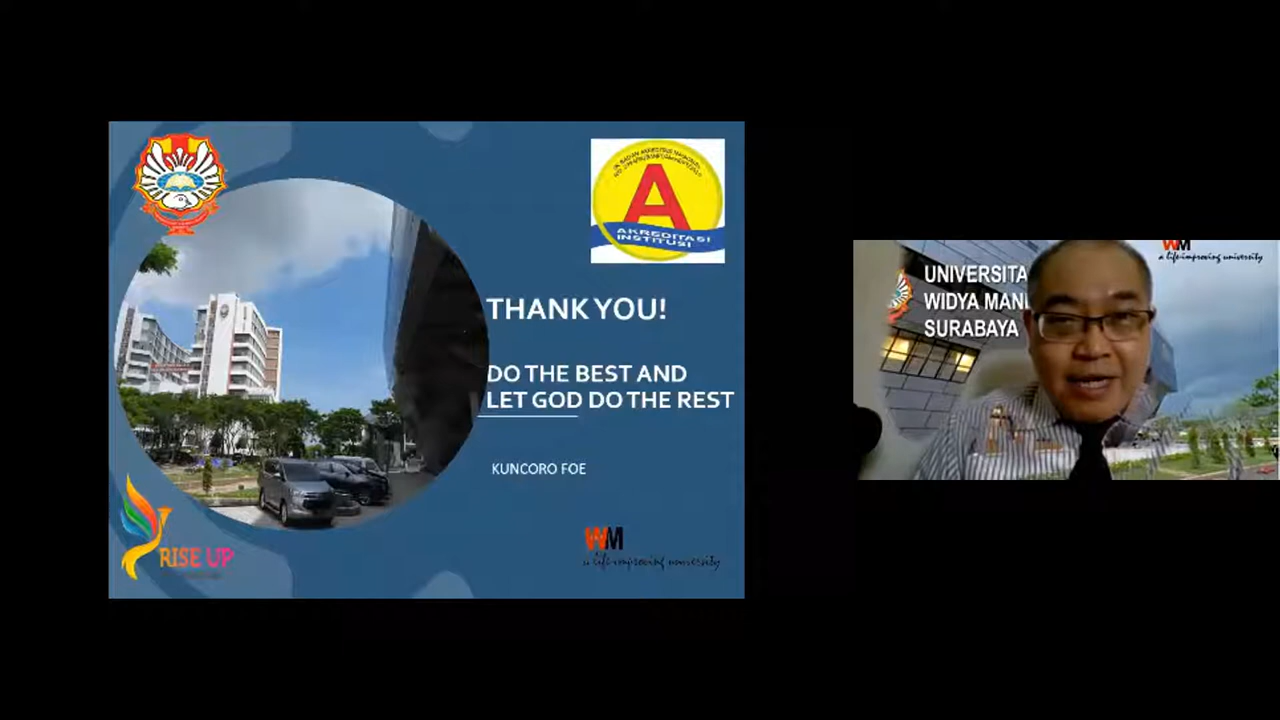 AKREDITASI
INSTITUSI
A
THANK YOU!
DO THE BEST AND
LET GOD DO THE REST
KUNCORO FOE
RISE UP
WM
a life-improving university
UNIVERSITA
WIDYA MAN
SURABAYA
WM
a life-improving university